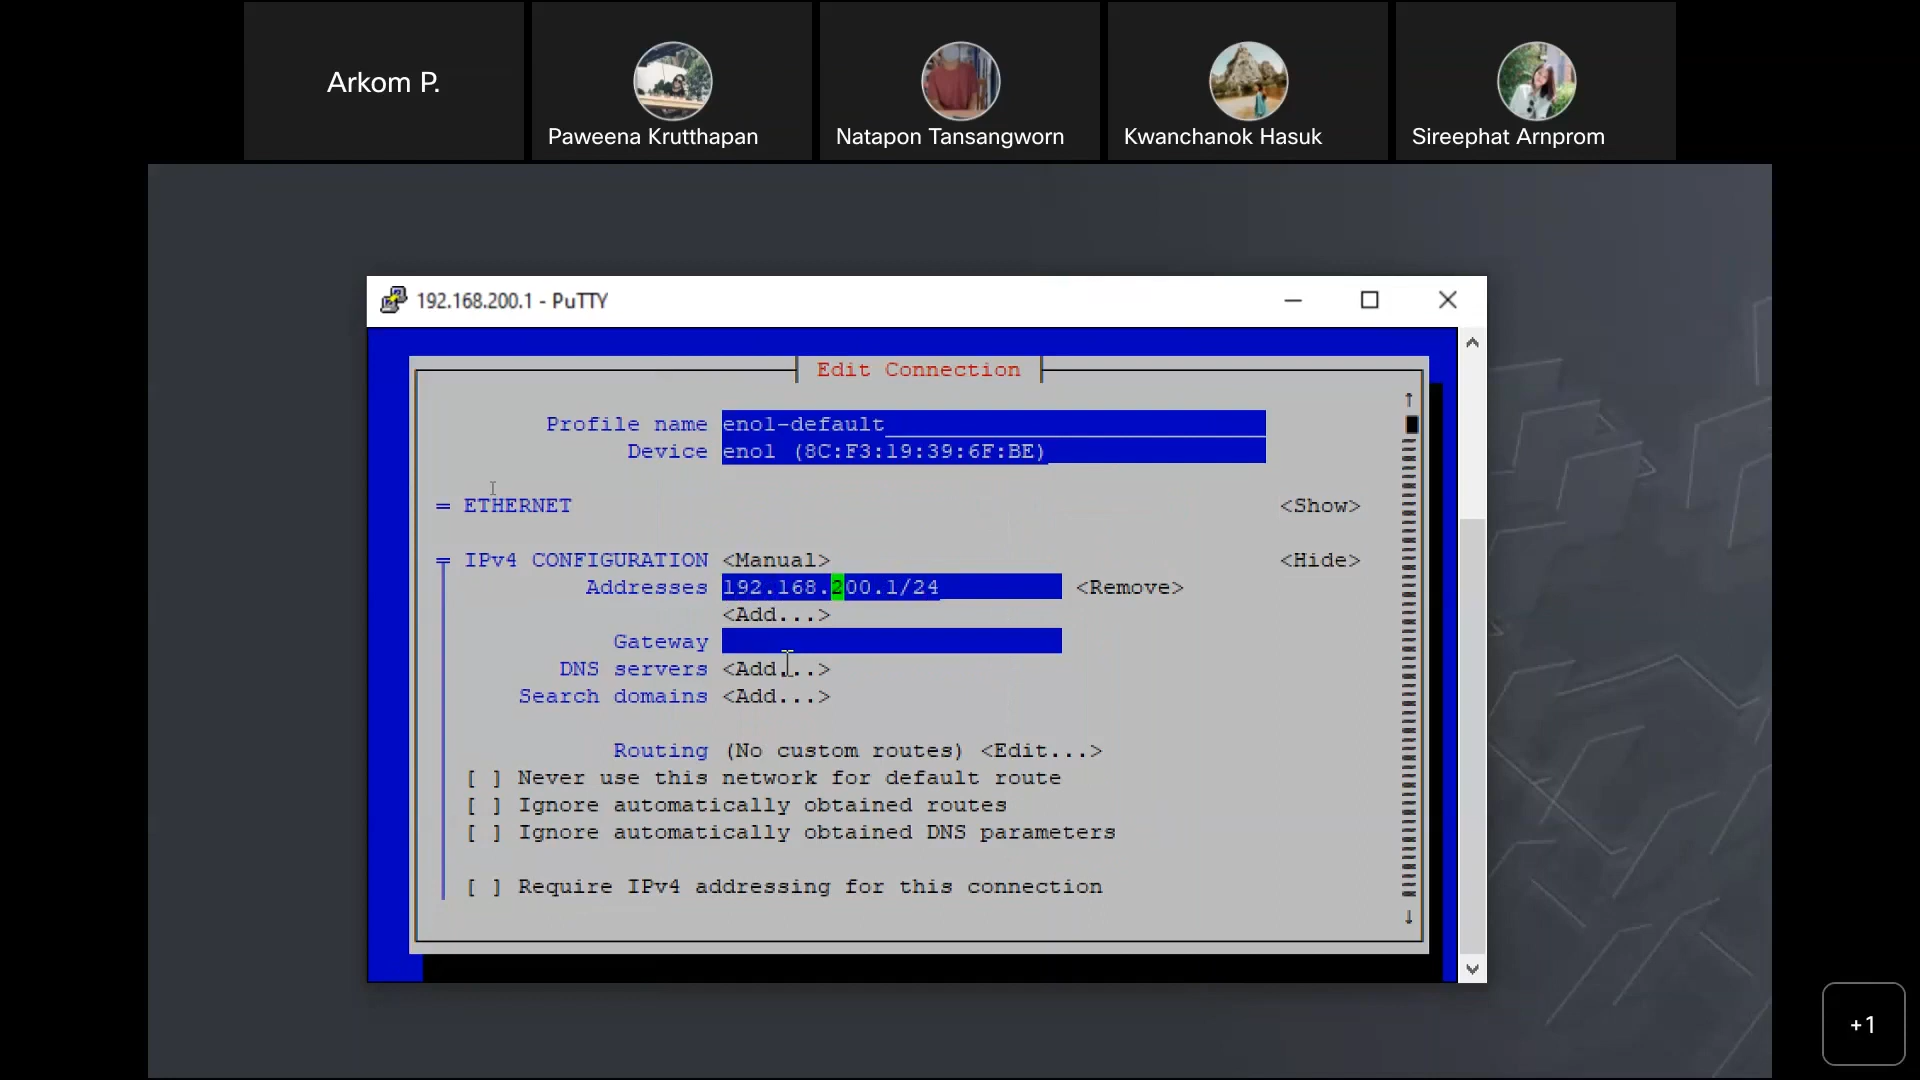 Arkom P.
Paweena Krutthapan
Natapon Tansangworn
Kwanchanok Hasuk
Sireephat Arnprom
192.168.200.1 - PuTTY
Edit Connection
Profile name eno1-default
Device eno1 (8C:F3:19:39:6F:BE)
= ETHERNET <Show>
= IPv4 CONFIGURATION <Manual> <Hide>
Addresses 192.168.200.1/24 <Remove>
<Add...>
Gateway
DNS servers <Add...>
Search domains <Add...>
Routing (No custom routes) <Edit...>
[ ] Never use this network for default route
[ ] Ignore automatically obtained routes
[ ] Ignore automatically obtained DNS parameters
[ ] Require IPv4 addressing for this connection
+1